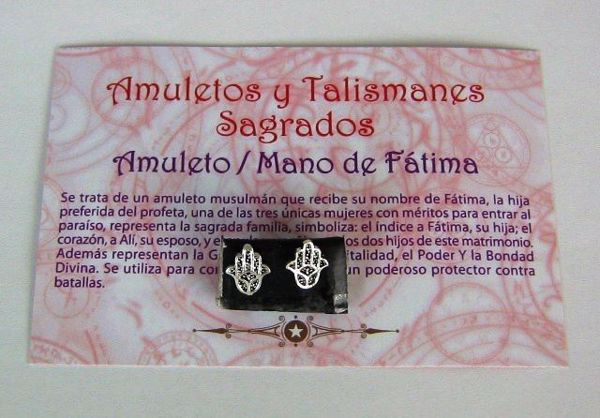 Amuletos y Talismanes
Sagrados
Amuleto / Mano de Fátima
Se trata de un amuleto musulmán que recibe su nombre de Fátima, la hija
preferida del profeta, una de las tres únicas mujeres con méritos para entrar al
paraíso, representa la sagrada familia, simboliza: el índice a Fátima, su hija; el
corazón, a Alí, su esposo, y el os dos hijos de este matrimonio.
Además representan la G italidad, el Poder Y la Bondad
Divina. Se utiliza para con un poderoso protector contra
batallas.